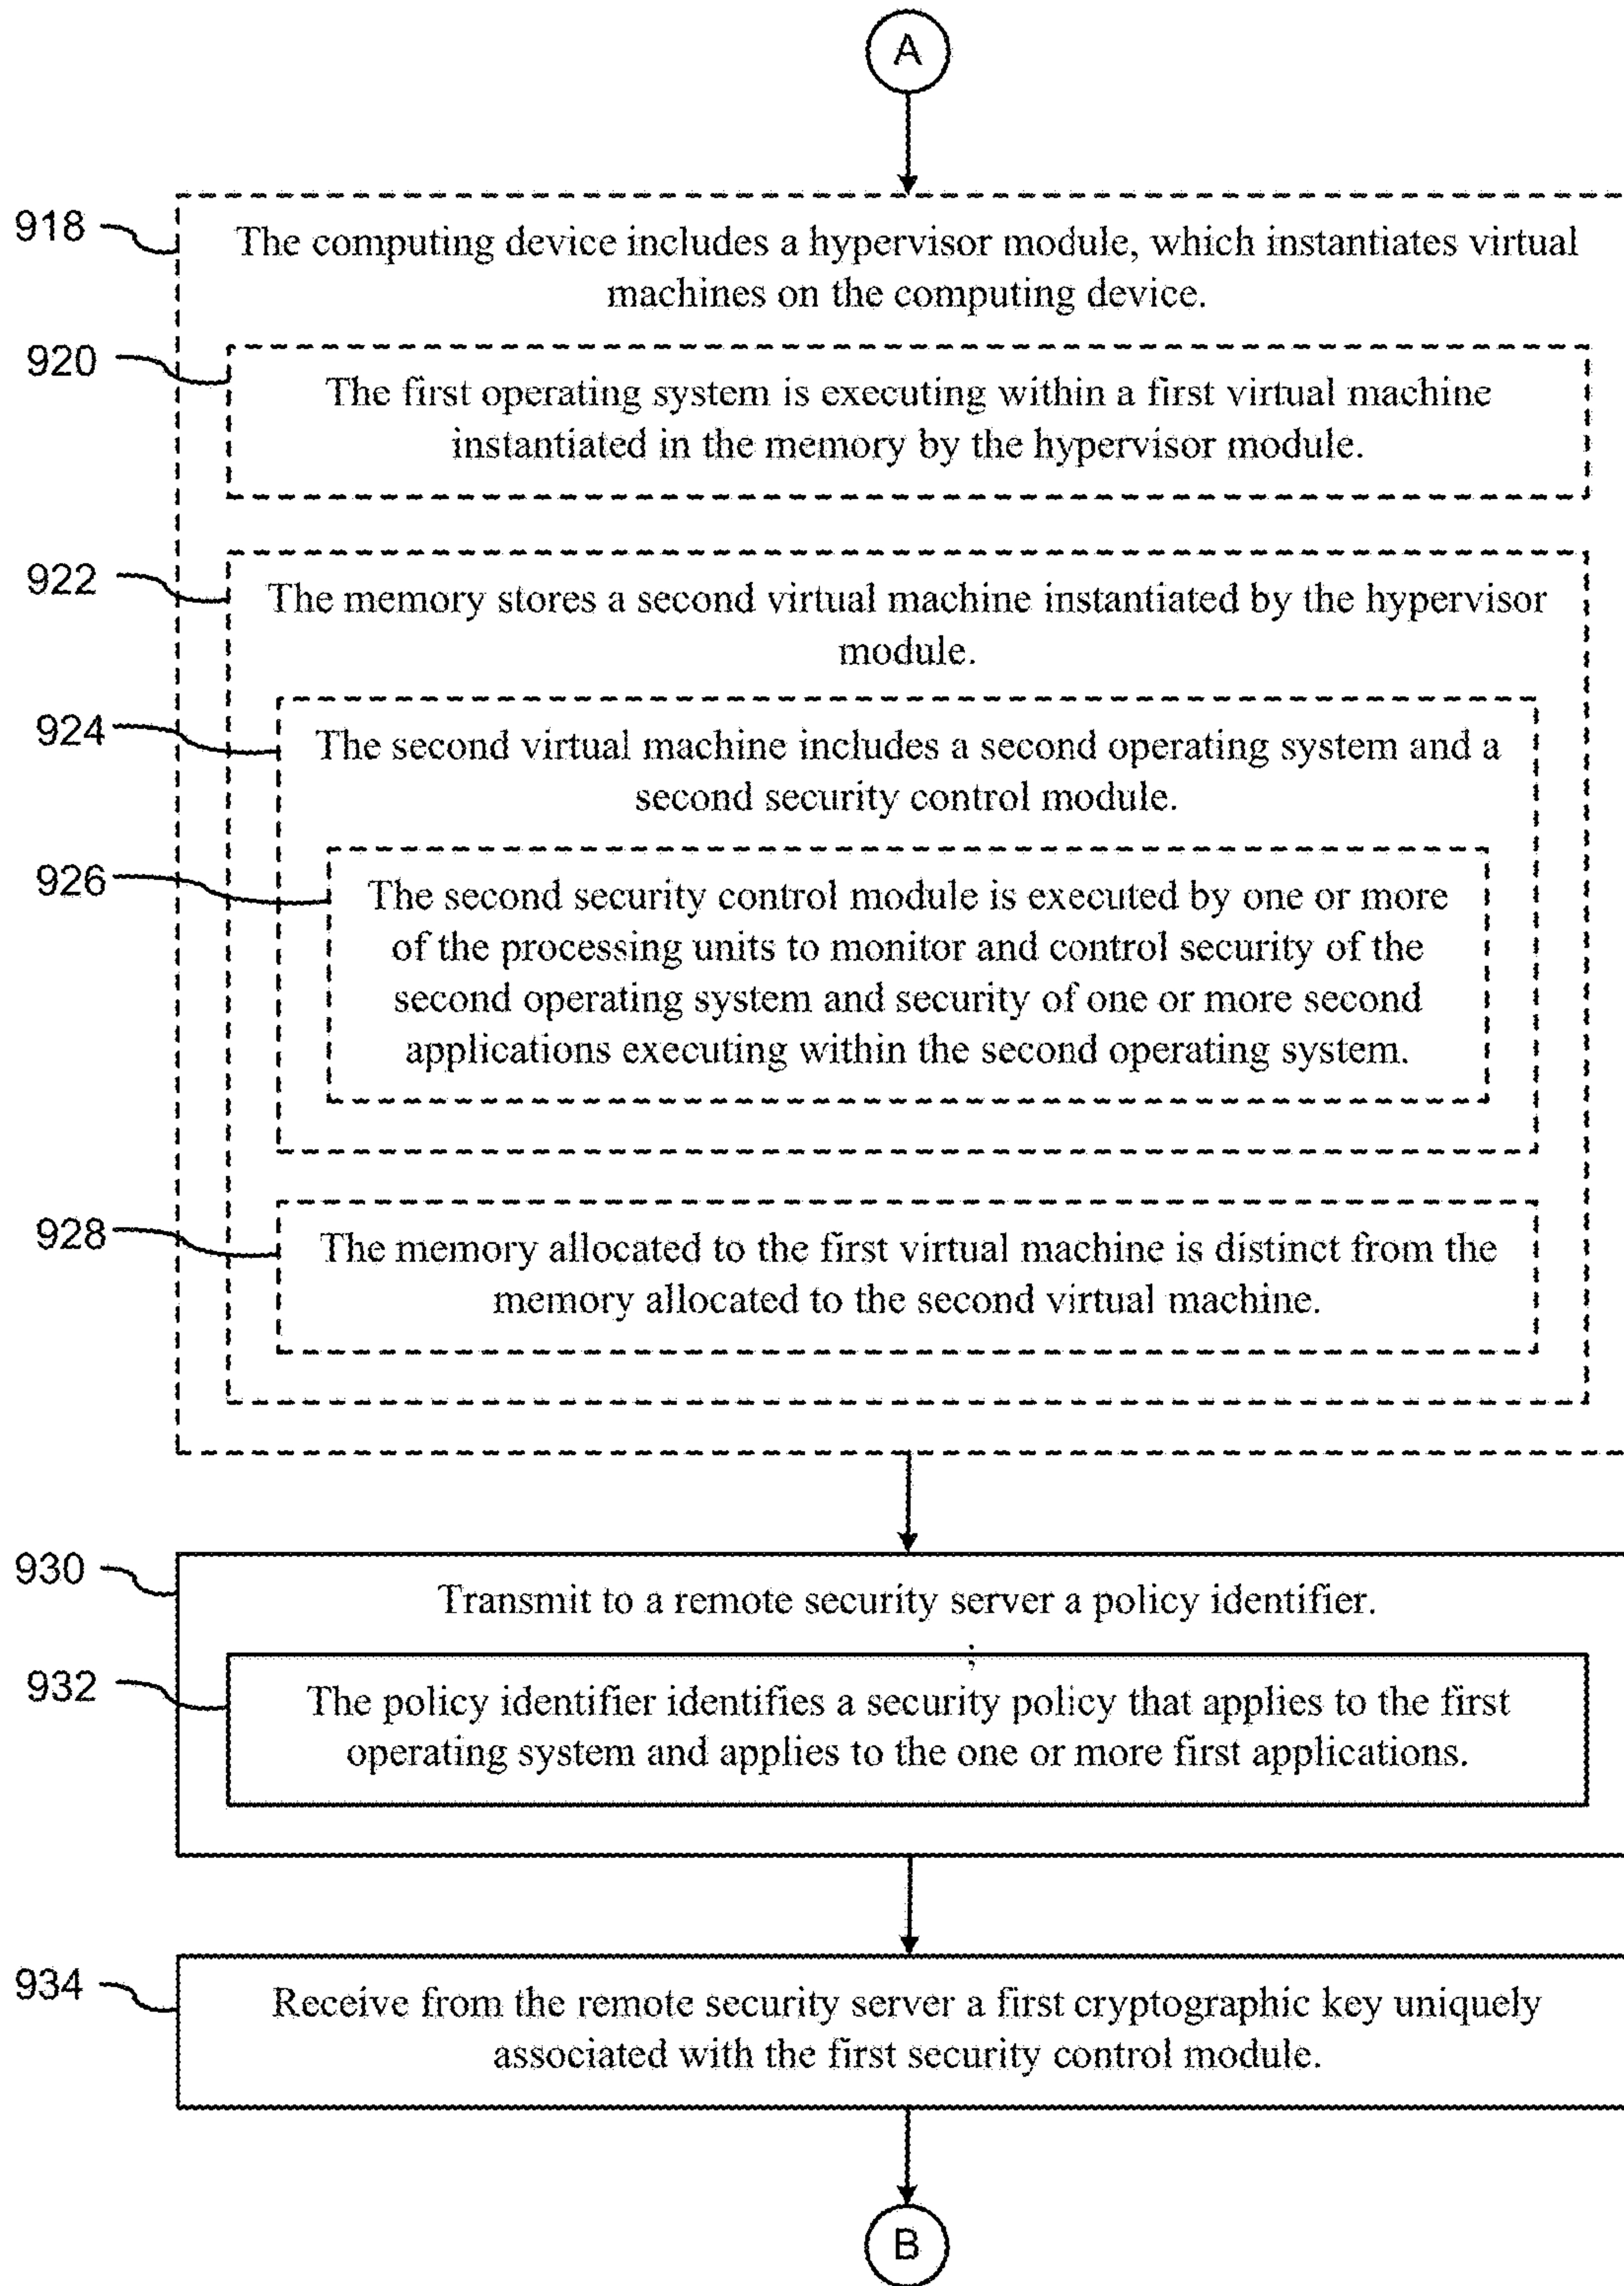 A
918
The computing device includes a hypervisor module, which instantiates virtual
machines on the computing device.
920
The first operating system is executing within a first virtual machine
instantiated in the memory by the hypervisor module.
922
The memory stores a second virtual machine instantiated by the hypervisor
module.
924
The second virtual machine includes a second operating system and a
second security control module.
926
The second security control module is executed by one or more
of the processing units to monitor and control security of the
second operating system and security of one or more second
applications executing within the second operating system.
928
The memory allocated to the first virtual machine is distinct from the
memory allocated to the second virtual machine.
930
Transmit to a remote security server a policy identifier.
932
The policy identifier identifies a security policy that applies to the first
operating system and applies to the one or more first applications.
934
Receive from the remote security server a first cryptographic key uniquely
associated with the first security control module.
B